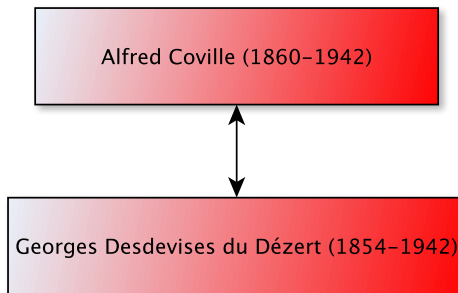 Alfred Coville (1860-1942)
Georges Desdevises du Dézert (1854-1942)